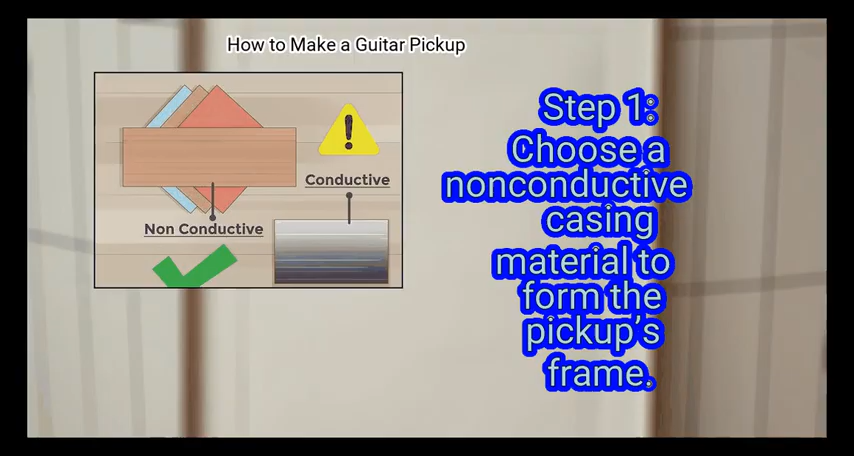 How to Make a Guitar Pickup
Conductive
Non Conductive
Step 1:
Choose a
nonconductive
casing
material to
form the
pickup's
frame.